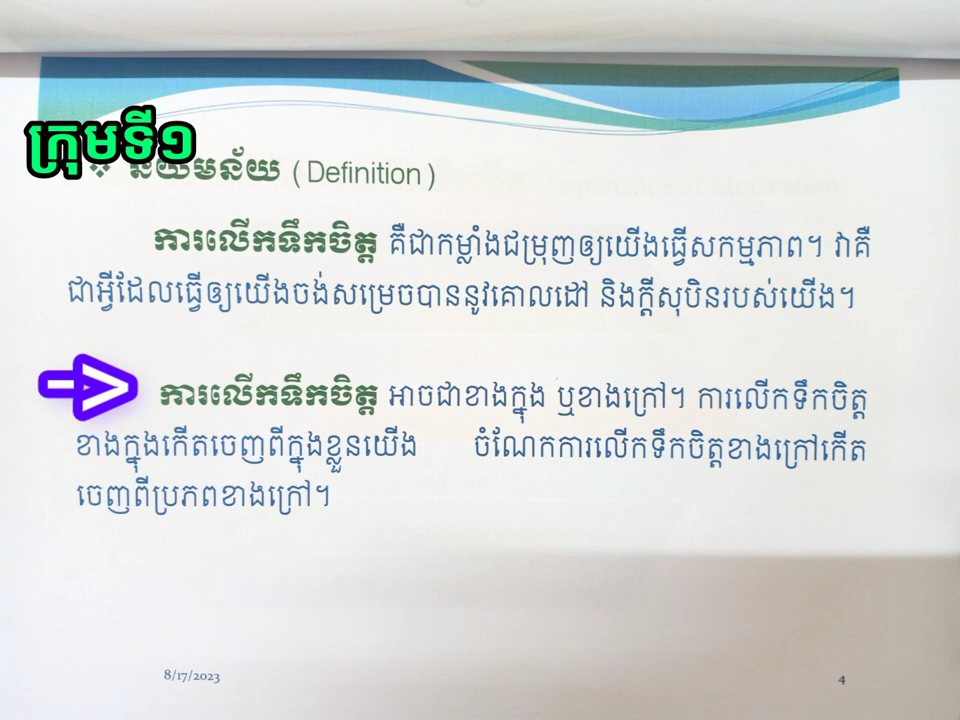 ក្រុមទី១
និយមន័យ ( Definition )
ការលើកទឹកចិត្ត គឺជាកម្លាំងជម្រុញឲ្យយើងធ្វើសកម្មភាព។ វាគឺ
ជាអ្វីដែលធ្វើឲ្យយើងចង់សម្រេចបាននូវគោលដៅ និងក្ដីសុបិនរបស់យើង។
ការលើកទឹកចិត្ត អាចជាខាងក្នុង ឬខាងក្រៅ។ ការលើកទឹកចិត្ត
ខាងក្នុងកើតចេញពីក្នុងខ្លួនយើង ចំណែកការលើកទឹកចិត្តខាងក្រៅកើត
ចេញពីប្រភពខាងក្រៅ។
8/17/2023 4